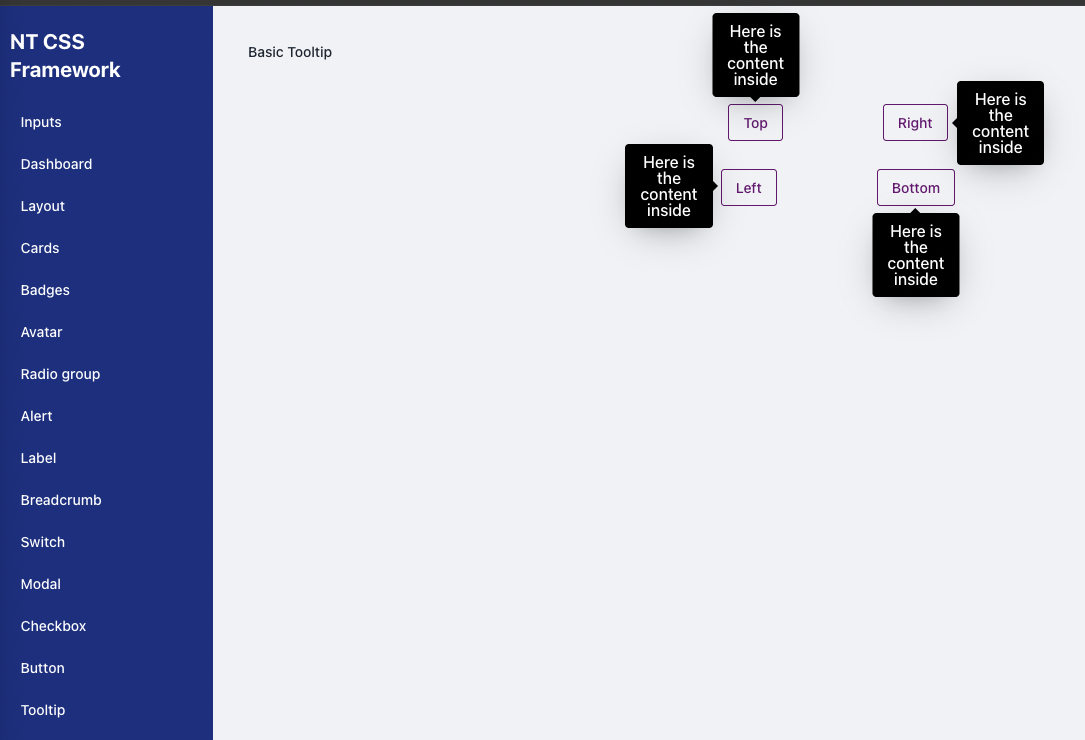 NT CSS
Framework
Inputs
Dashboard
Layout
Cards
Badges
Avatar
Radio group
Alert
Label
Breadcrumb
Switch
Modal
Checkbox
Button
Tooltip
Basic Tooltip
Here is
the
content
inside
Top
Right
Here is
the
content
inside
Here is
the
content
inside
Left
Bottom
Here is
the
content
inside